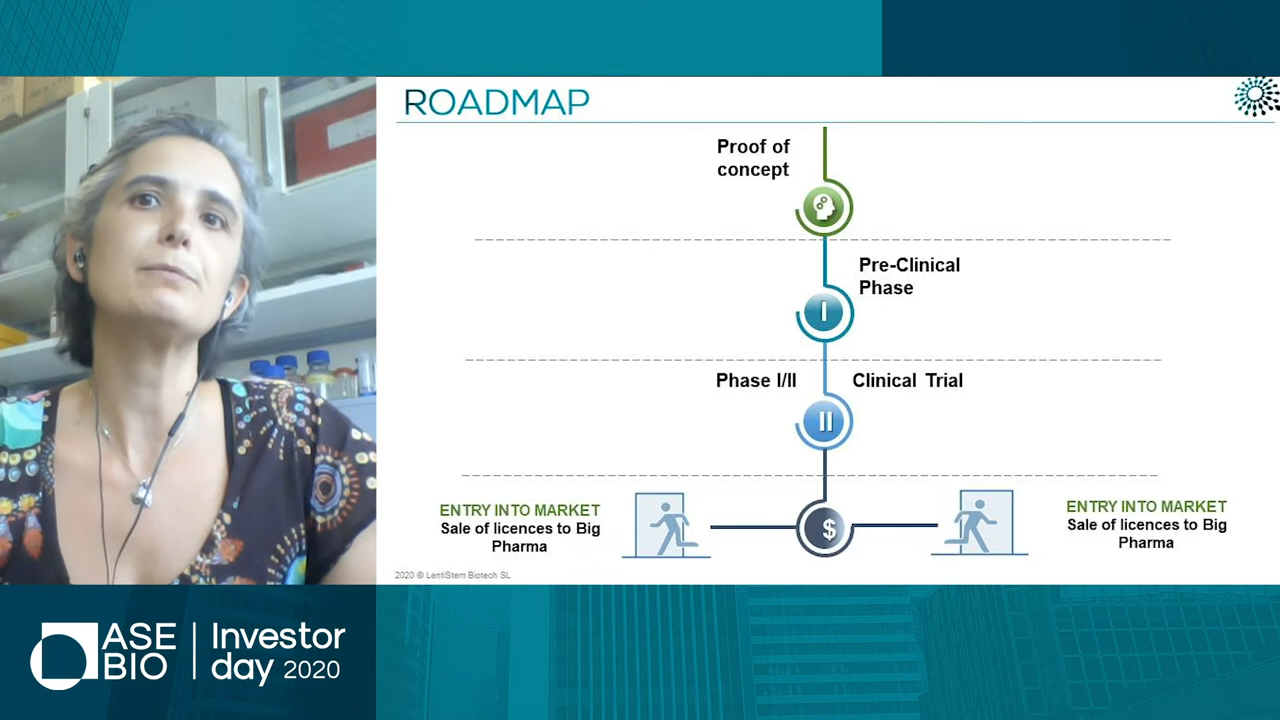 ROADMAP
Proof of
concept
Pre-Clinical
Phase
I
Phase I/II
Clinical Trial
II
ENTRY INTO MARKET
Sale of licences to Big
Pharma
$
ENTRY INTO MARKET
Sale of licences to Big
Pharma
2020 © LentiStem Biotech SL
ASE
BIO
Investor
day 2020